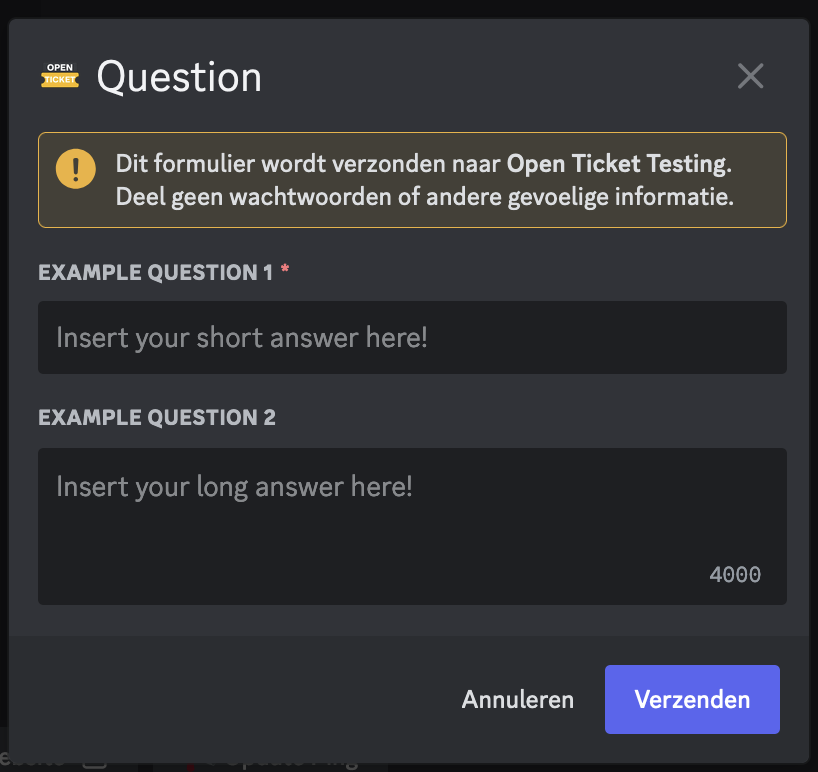 OPEN
TICKET
Question
Dit formulier wordt verzonden naar Open Ticket Testing.
Deel geen wachtwoorden of andere gevoelige informatie.
EXAMPLE QUESTION 1 *
Insert your short answer here!
EXAMPLE QUESTION 2
Insert your long answer here!
4000
Annuleren
Verzenden